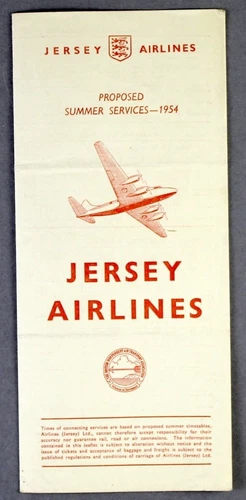 JERSEY AIRLINES
PROPOSED
SUMMER SERVICES—1954
JERSEY
AIRLINES
Times of connecting services are based on proposed summer timetables,
Airlines (Jersey) Ltd., cannot therefore accept responsibility for their
accuracy nor guarantee rail, road or air connexions. The information
contained in this leaflet is subject to alteration without notice and the
issue of tickets and acceptance of luggage and freight is subject to the
published regulations and conditions of carriage of Airlines (Jersey) Ltd.